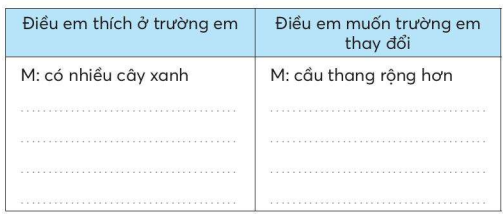 Điều em thích ở trường em
Điều em muốn trường em
thay đổi
M: có nhiều cây xanh
M: cầu thang rộng hơn